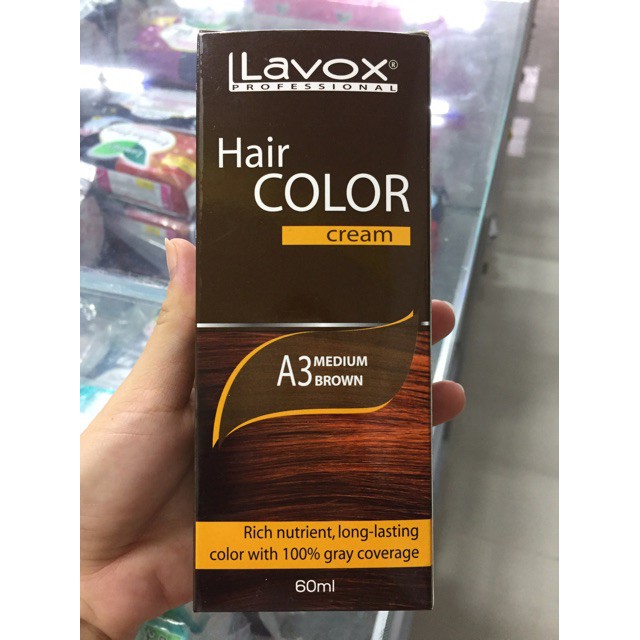 Lavox®
PROFESSIONAL
Hair
COLOR
cream
A3 MEDIUM
BROWN
Rich nutrient, long-lasting
color with 100% gray coverage
60ml